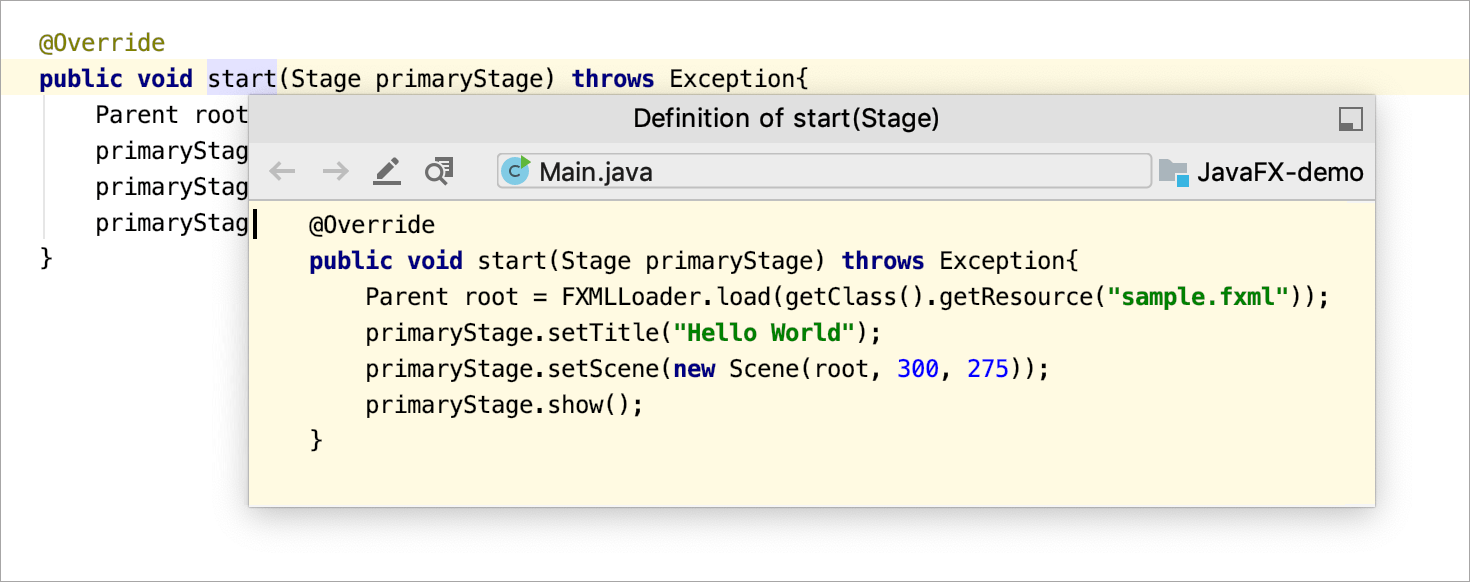 @Override
public void start(Stage primaryStage) throws Exception{
Parent root
primaryStag
primaryStag
primaryStag
}
Definition of start(Stage)
C Main.java JavaFX-demo
@Override
public void start(Stage primaryStage) throws Exception{
Parent root = FXMLLoader.load(getClass().getResource("sample.fxml"));
primaryStage.setTitle("Hello World");
primaryStage.setScene(new Scene(root, 300, 275));
primaryStage.show();
}